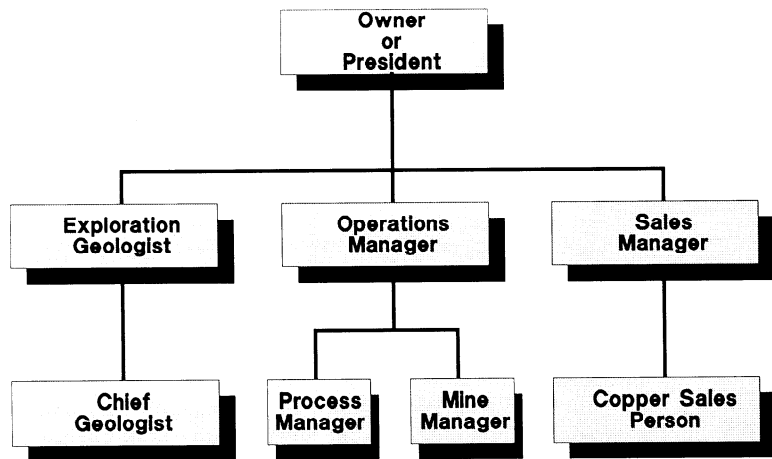 Owner
or
President
Exploration
Geologist
Operations
Manager
Sales
Manager
Chief
Geologist
Process
Manager
Mine
Manager
Copper Sales
Person